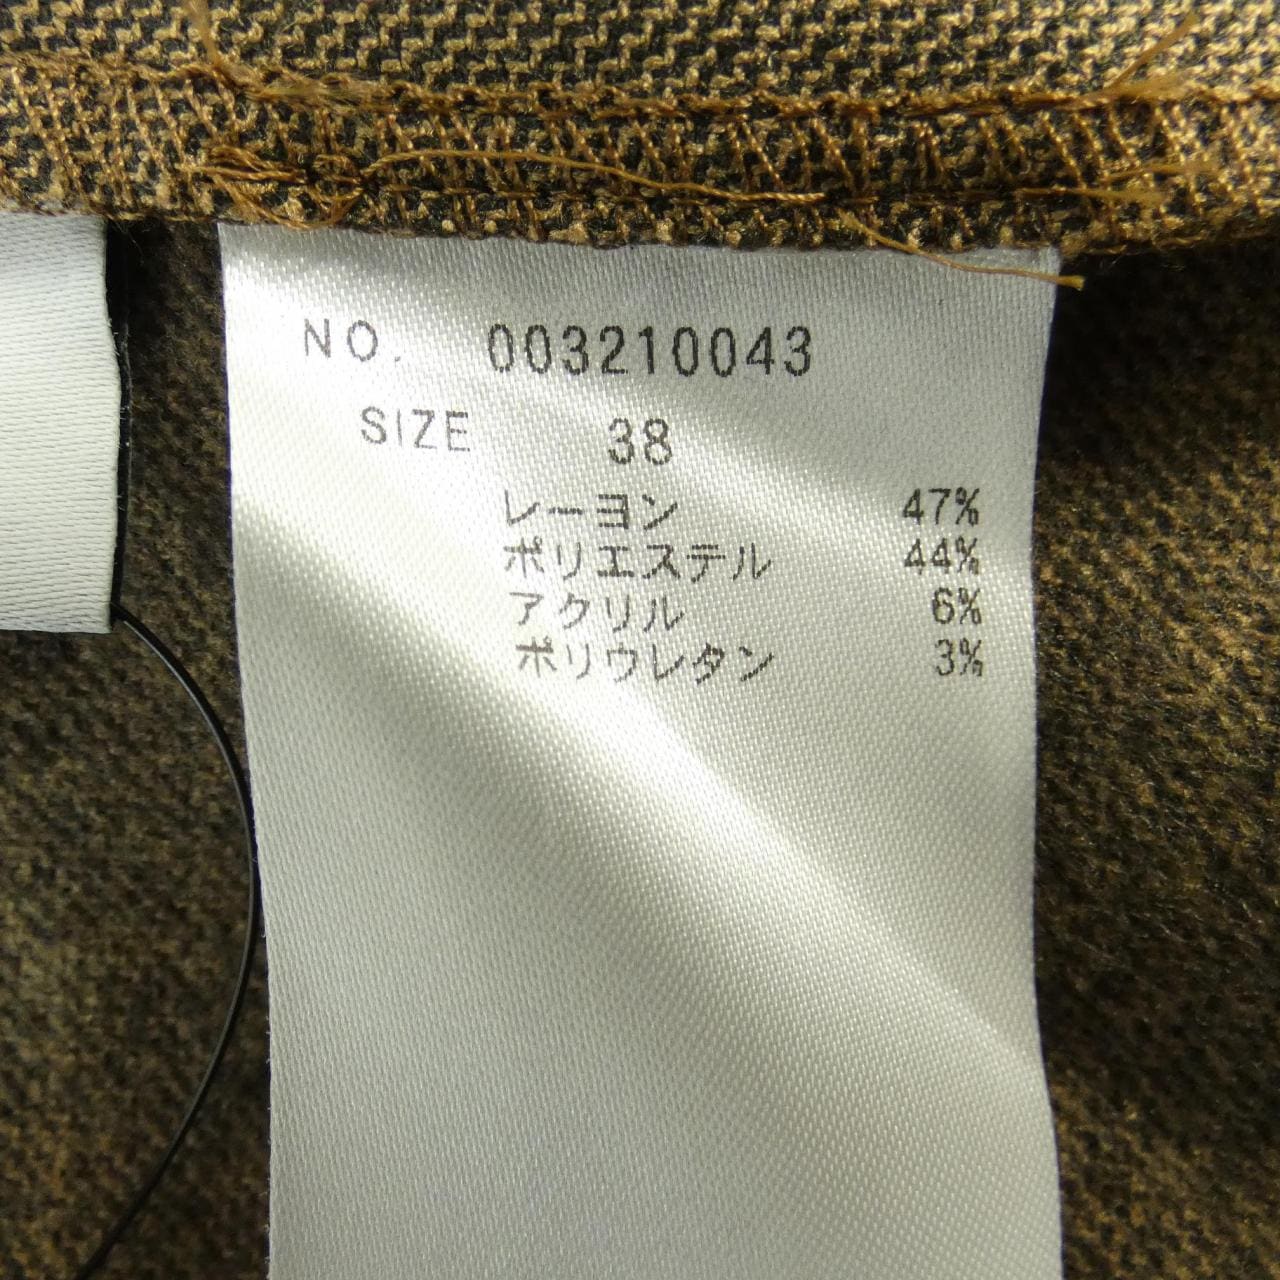 NO. 003210043
SIZE 38
レーヨン 47%
ポリエステル 44%
アクリル 6%
ポリウレタン 3%